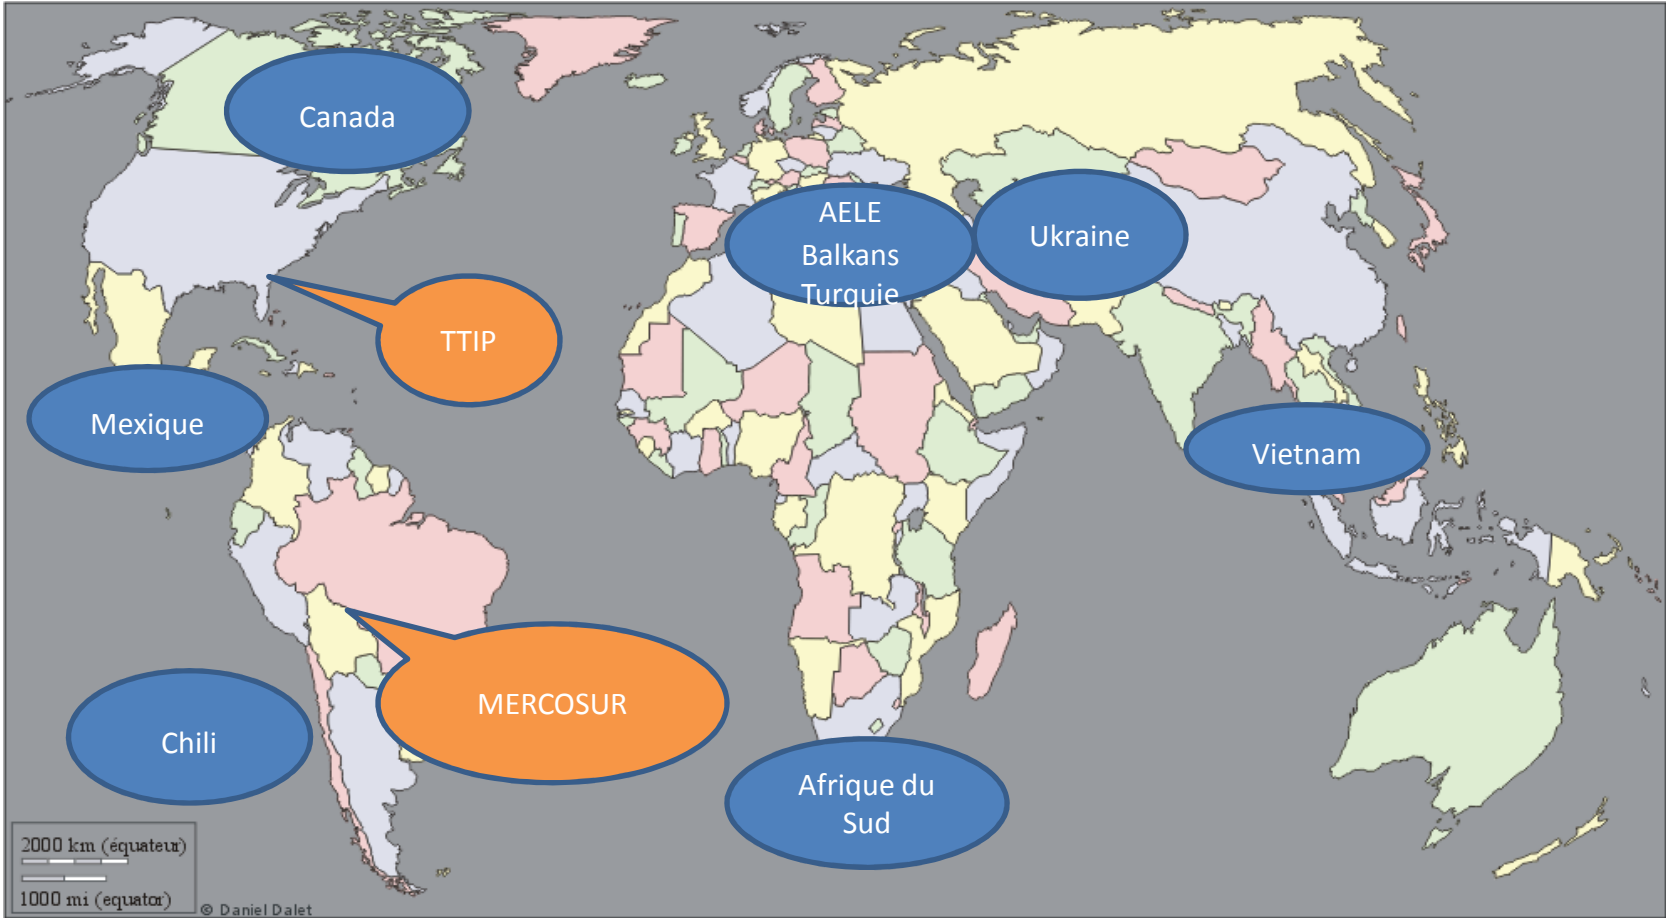 Canada
AELE
Balkans
Turquie
Ukraine
TTIP
Mexique
Vietnam
MERCOSUR
Chili
Afrique du
Sud
2000 km (équateur)
1000 mi (equator)
© Daniel Dalet